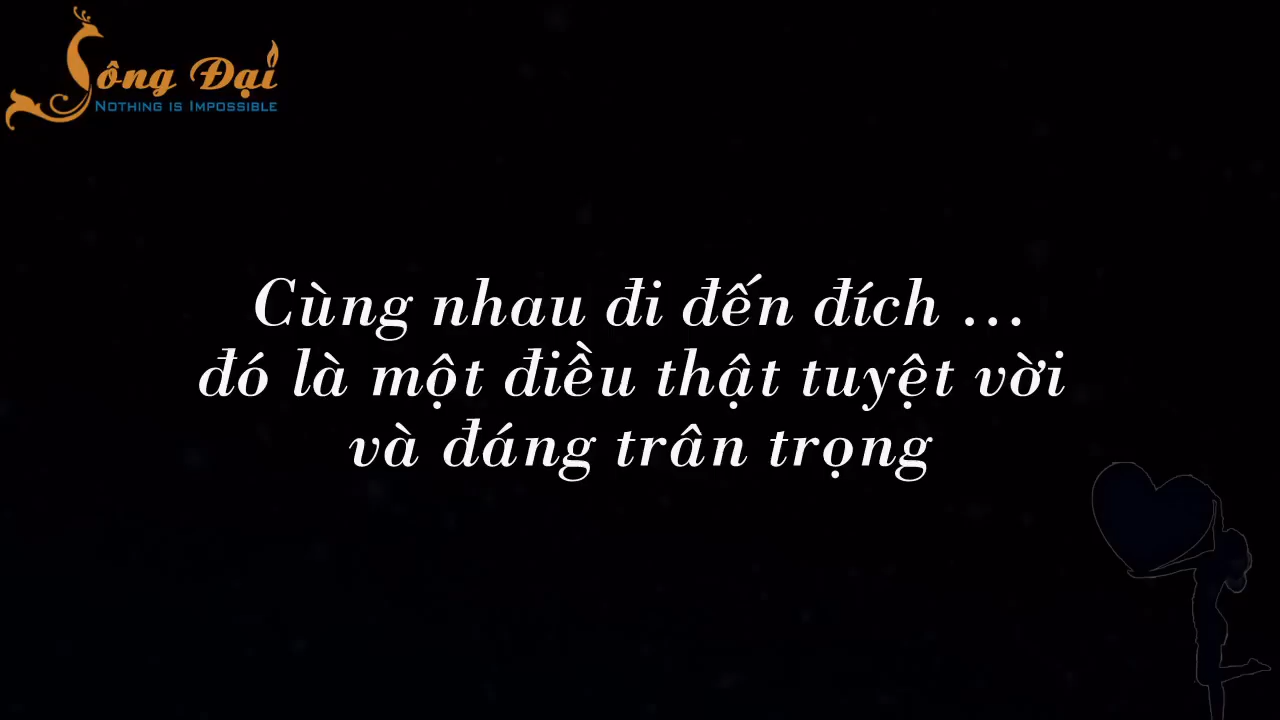 Sông Đại
NOTHING IS IMPOSSIBLE
Cùng nhau đi đến đích ...
đó là một điều thật tuyệt vời
và đáng trân trọng